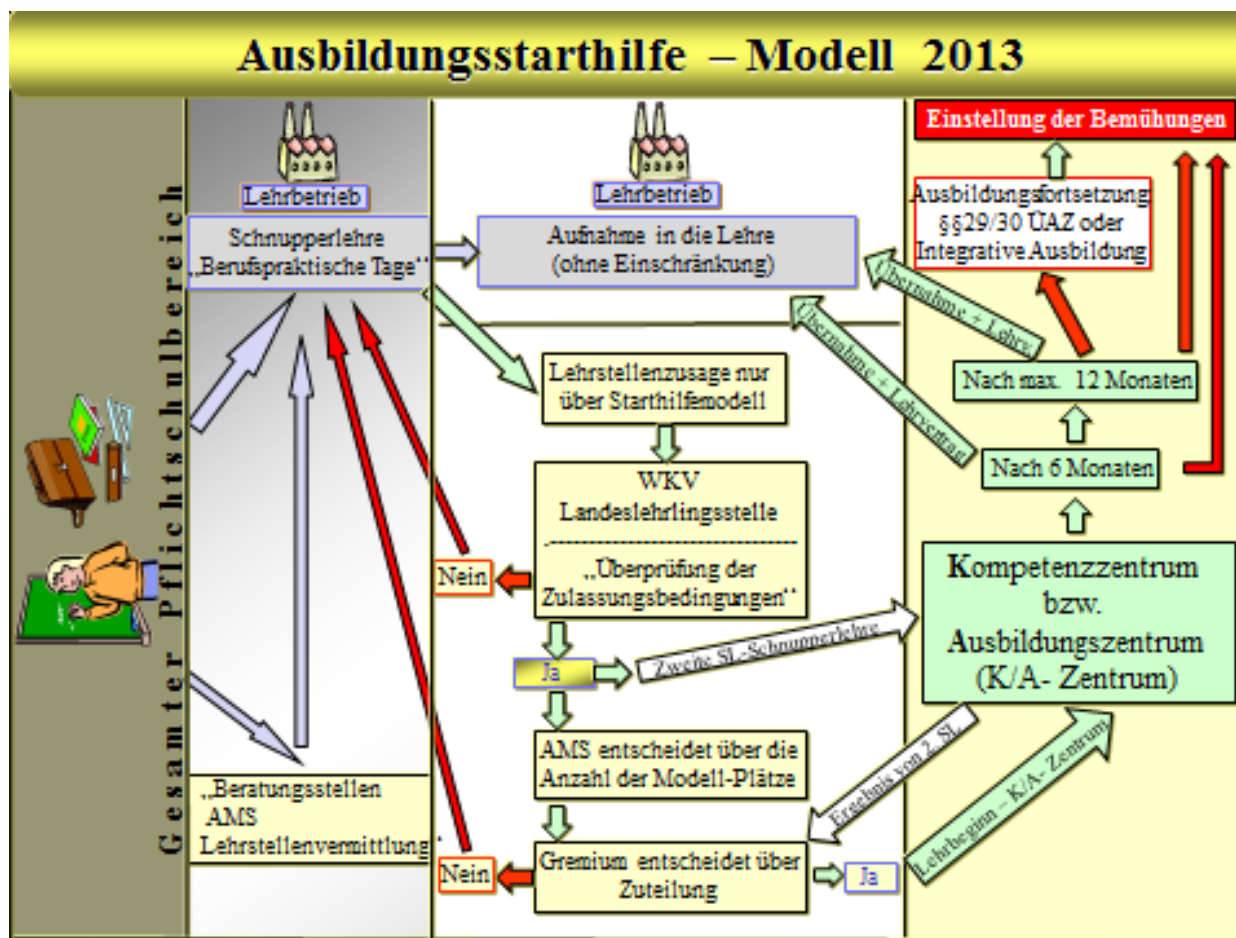 Ausbildungsstarthilfe – Modell 2013
Gesamter Pflichtschulbereich
Lehrbetrieb
Schnupperlehre
„Berufspraktische Tage“
„Beratungsstellen
AMS
Lehrstellenvermittlung“
Lehrbetrieb
Aufnahme in die Lehre
(ohne Einschränkung)
Lehrstellenzusage nur
über Starthilfemodell
WKV
Landeslehrlingsstelle
-----------------------------------
„Überprüfung der
Zulassungsbedingungen“
Nein
Ja
Zweite SL-Schnupperlehre
AMS entscheidet über die
Anzahl der Modell-Plätze
Gremium entscheidet über
Zuteilung
Nein
Ja
Einstellung der Bemühungen
Ausbildungsfortsetzung
§§29/30 ÜAZ oder
Integrative Ausbildung
Übernahme + Lehrv.
Übernahme + Lehrvertrag
Nach max. 12 Monaten
Nach 6 Monaten
Kompetenzzentrum
bzw.
Ausbildungszentrum
(K/A- Zentrum)
Ergebnis von 2. SL
Lehrbeginn – K/A- Zentrum